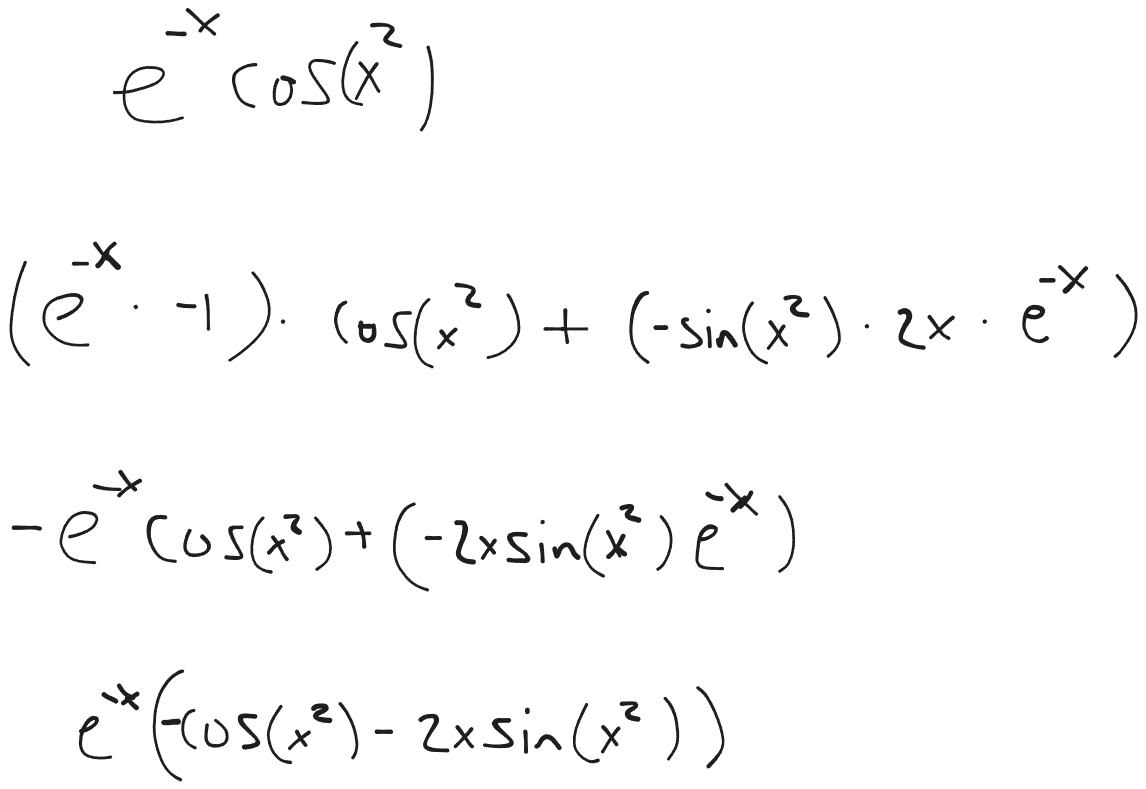 e^{-x} cos(x^2)
(e^{-x} · -1) · cos(x^2) + (-sin(x^2) · 2x · e^{-x})
-e^{-x} cos(x^2) + (-2x sin(x^2) e^{-x})
e^{-x} (-cos(x^2) - 2x sin(x^2))